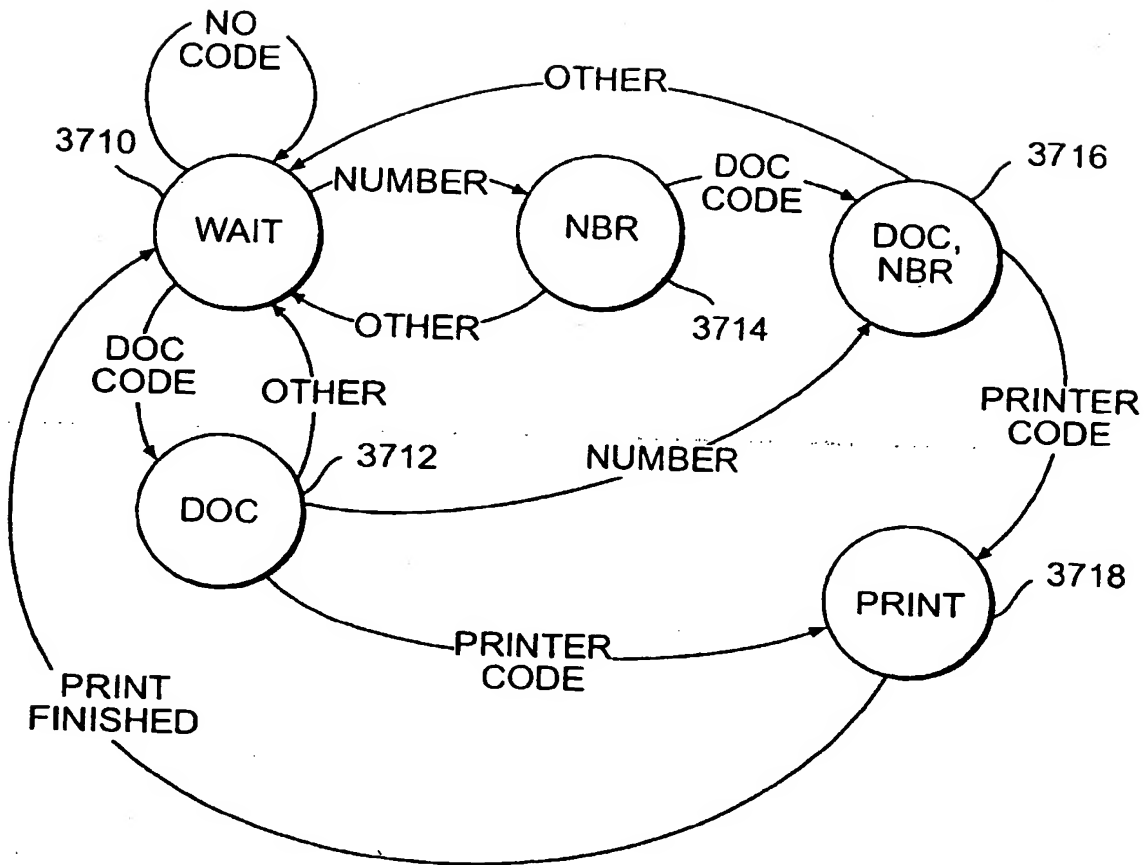 NO
CODE
OTHER
3710
3716
WAIT
NUMBER
NBR
DOC
CODE
DOC,
NBR
OTHER
3714
DOC
CODE
OTHER
PRINTER
CODE
3712
NUMBER
DOC
3718
PRINT
PRINTER
CODE
PRINT
FINISHED